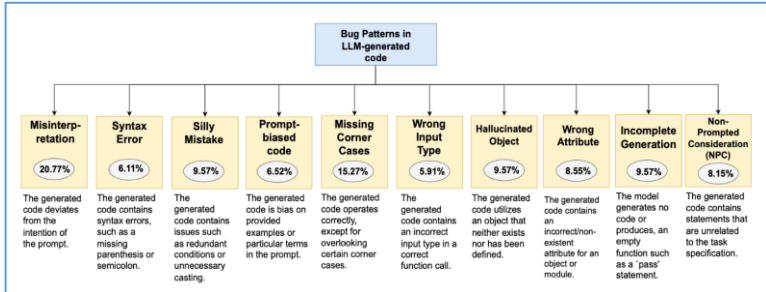 Bug Patterns in
LLM-generated
code
Misinterp-
retation
20.77%
The generated
code deviates
from the
intention of
the prompt.
Syntax
Error
6.11%
The generated
code contains
syntax errors,
such as a
missing
parenthesis or
semicolon.
Silly
Mistake
9.57%
The
generated
code contains
issues such
as redundant
conditions or
unnecessary
casting.
Prompt-
biased
code
6.52%
The generated
code is bias on
provided
examples or
particular terms
in the prompt.
Missing
Corner
Cases
15.27%
The generated
code operates
correctly,
except for
overlooking
certain corner
cases.
Wrong
Input
Type
5.91%
The
generated
code contains
an incorrect
input type in a
correct
function call.
Hallucinated
Object
9.57%
The generated
code utilizes
an object that
neither exists
nor has been
defined.
Wrong
Attribute
8.55%
The generated code
contains an
incorrect/non-
existent
attribute for an
object or
module.
Incomplete
Generation
9.57%
The model
generates no
code or
produces, an
empty
function such
as a `pass'
statement.
Non-
Prompted
Consideration
(NPC)
8.15%
The generated
code contains
statements that
are unrelated to
the task
specification.